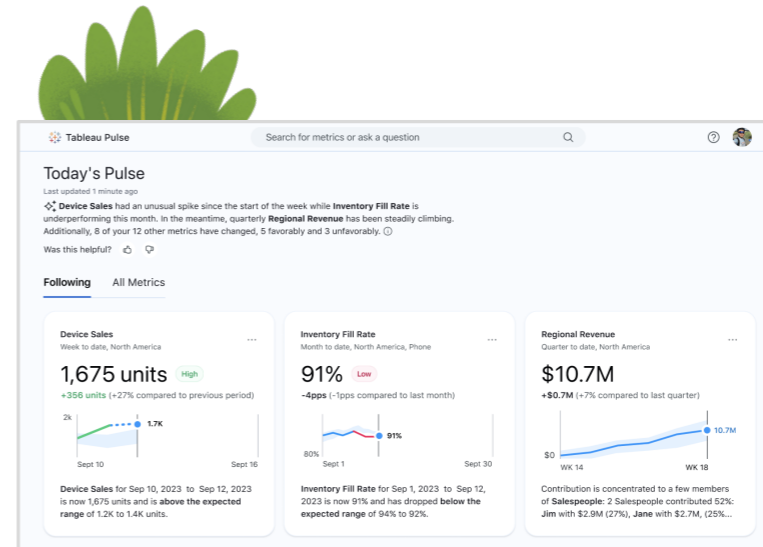 Tableau Pulse
Search for metrics or ask a question
Today's Pulse
Last updated 1 minute ago
Device Sales had an unusual spike since the start of the week while Inventory Fill Rate is
underperforming this month. In the meantime, quarterly Regional Revenue has been steadily climbing.
Additionally, 8 of your 12 other metrics have changed, 5 favorably and 3 unfavorably.
Was this helpful?
Following All Metrics
Device Sales
Week to date, North America
1,675 units High
+356 units (+27% compared to previous period)
2k
1.7K
Sept 10 Sept 16
Device Sales for Sep 10, 2023 to Sep 12, 2023
is now 1,675 units and is above the expected
range of 1.2K to 1.4K units.
Inventory Fill Rate
Month to date, North America, Phone
91% Low
-4pps (-1pps compared to last month)
91%
80%
Sept 1 Sept 30
Inventory Fill Rate for Sep 1, 2023 to Sep 12,
2023 is now 91% and has dropped below the
expected range of 94% to 92%.
Regional Revenue
Quarter to date, North America
$10.7M
+$0.7M (+7% compared to last quarter)
10.7M
$0
WK 14 WK 18
Contribution is concentrated to a few members
of Salespeople: 2 Salespeople contributed 52%:
Jim with $2.9M (27%), Jane with $2.7M, (25%...